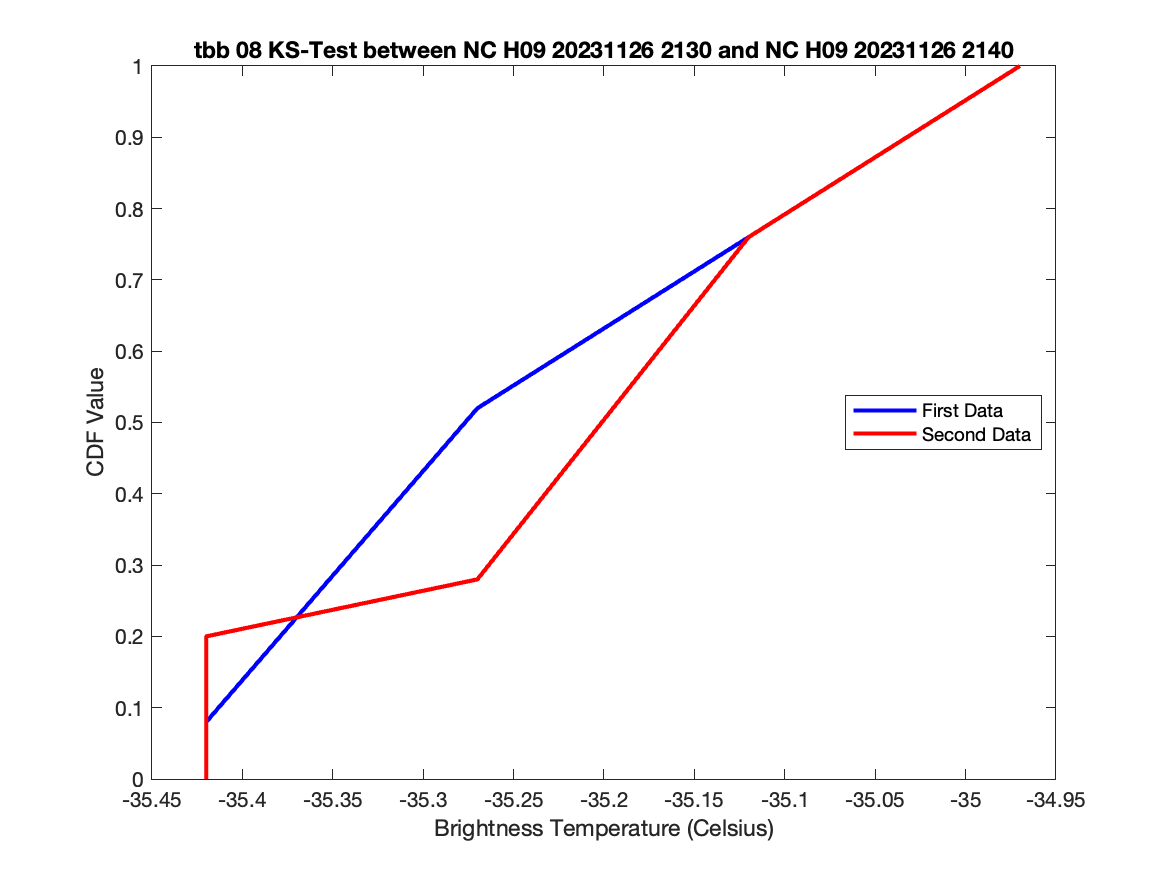 tbb 08 KS-Test between NC H09 20231126 2130 and NC H09 20231126 2140
1
0.9
0.8
0.7
0.6
0.5
0.4
0.3
0.2
0.1
0
CDF Value
First Data
Second Data
-35.45 -35.4 -35.35 -35.3 -35.25 -35.2 -35.15 -35.1 -35.05 -35 -34.95
Brightness Temperature (Celsius)